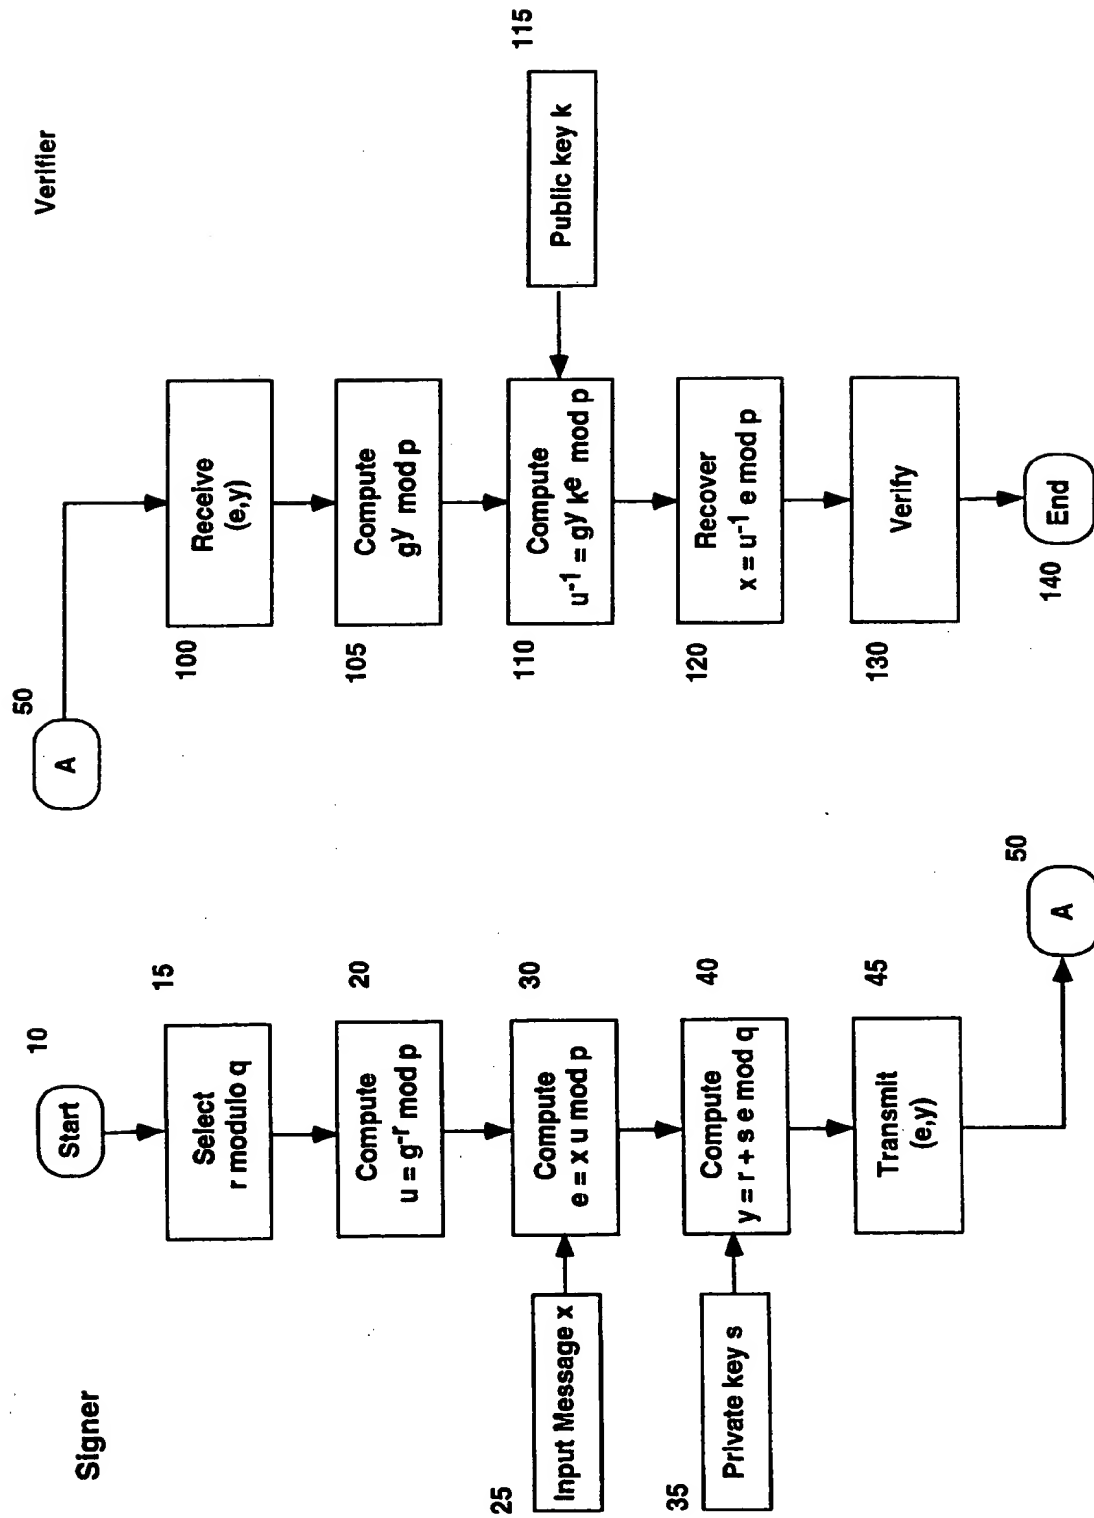 Signer
Start
10
Select
r modulo q
15
Compute
u = g^-r mod p
20
Input Message x
25
Compute
e = x u mod p
30
Private key s
35
Compute
y = r + s e mod q
40
Transmit
(e,y)
45
A
50
Verifier
A
50
Receive
(e,y)
100
Compute
g^y mod p
105
Compute
u^-1 = g^y k^e mod p
110
Public key k
115
Recover
x = u^-1 e mod p
120
Verify
130
End
140